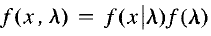 f(x, λ) = f(x|λ)f(λ)